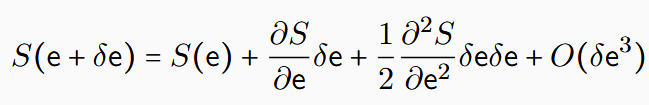 S(e + δe) = S(e) + ∂S/∂e δe + 1/2 ∂²S/∂e² δeδe + O(δe³)